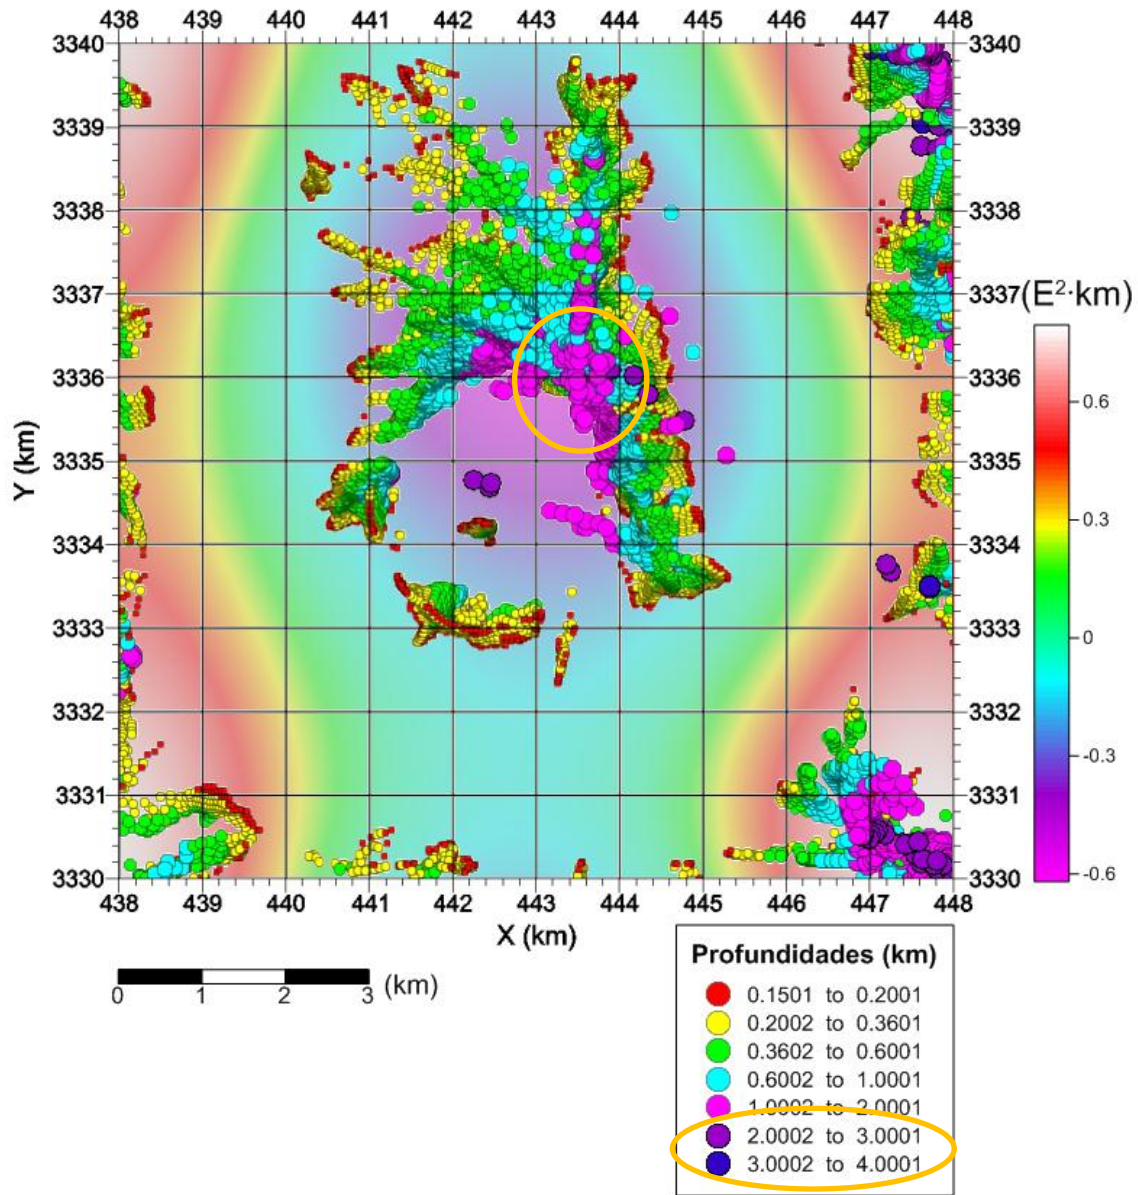 438 439 440 441 442 443 444 445 446 447 448
3340 3340
3339 3339
3338 3338
3337 3337
(E²·km)
3336 3336
0.6
Y (km)
3335 3335
0.3
3334 3334
0
3333 3333
3332 3332
-0.3
3331 3331
-0.6
3330 3330
438 439 440 441 442 443 444 445 446 447 448
X (km)
0 1 2 3 (km)
Profundidades (km)
0.1501 to 0.2001
0.2002 to 0.3601
0.3602 to 0.6001
0.6002 to 1.0001
1.0002 to 2.0001
2.0002 to 3.0001
3.0002 to 4.0001